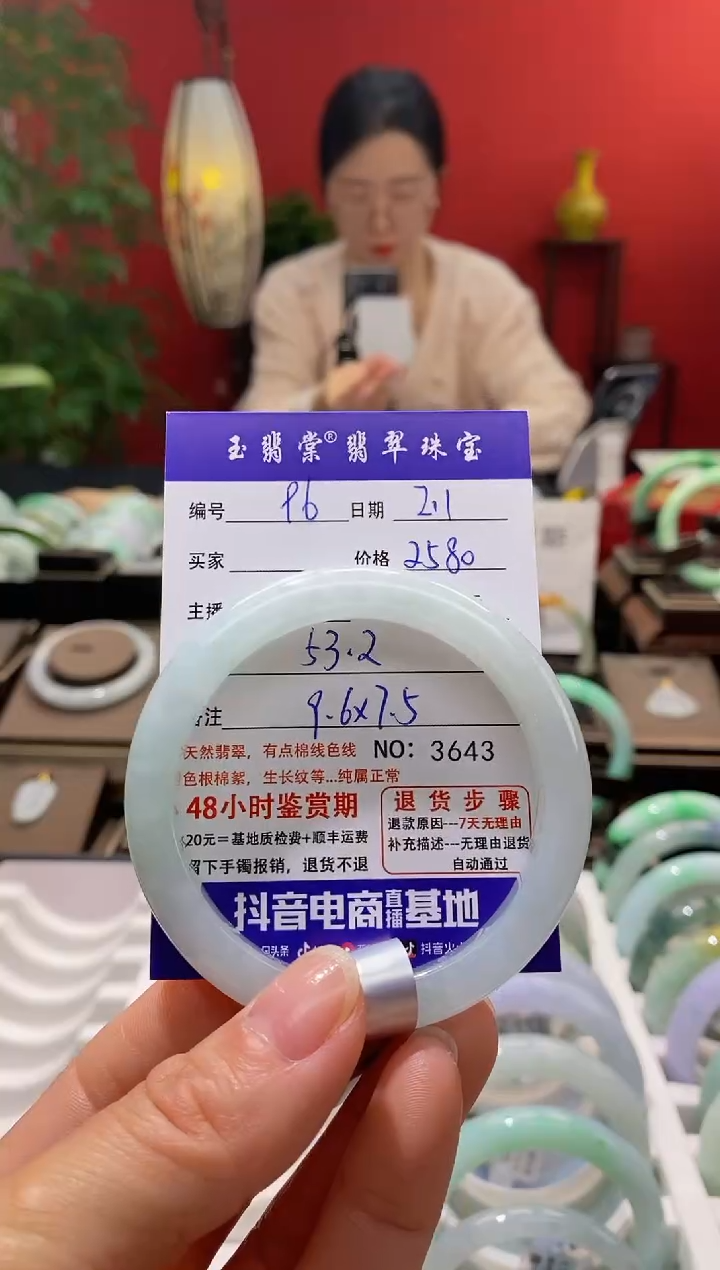 玉翡棠®翡翠珠宝
编号 P6 日期 2.1
买家 价格 2580
主播
53.2
备注 9.6x7.5
天然翡翠，有点棉线色线 NO: 3643
色根棉絮，生长纹等...纯属正常
48小时鉴赏期
20元=基地质检费+顺丰运费
留下手镯报销，退货不退
退货步骤
退款原因---7天无理由
补充描述---无理由退货
自动通过
抖音电商直播基地
头条 抖音火